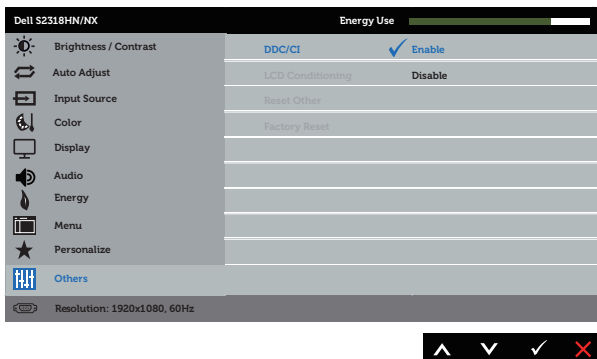 Dell S2318HN/NX Energy Use
Brightness / Contrast
Auto Adjust
Input Source
Color
Display
Audio
Energy
Menu
Personalize
Others
DDC/CI Enable
LCD Conditioning Disable
Reset Other
Factory Reset
Resolution: 1920x1080, 60Hz